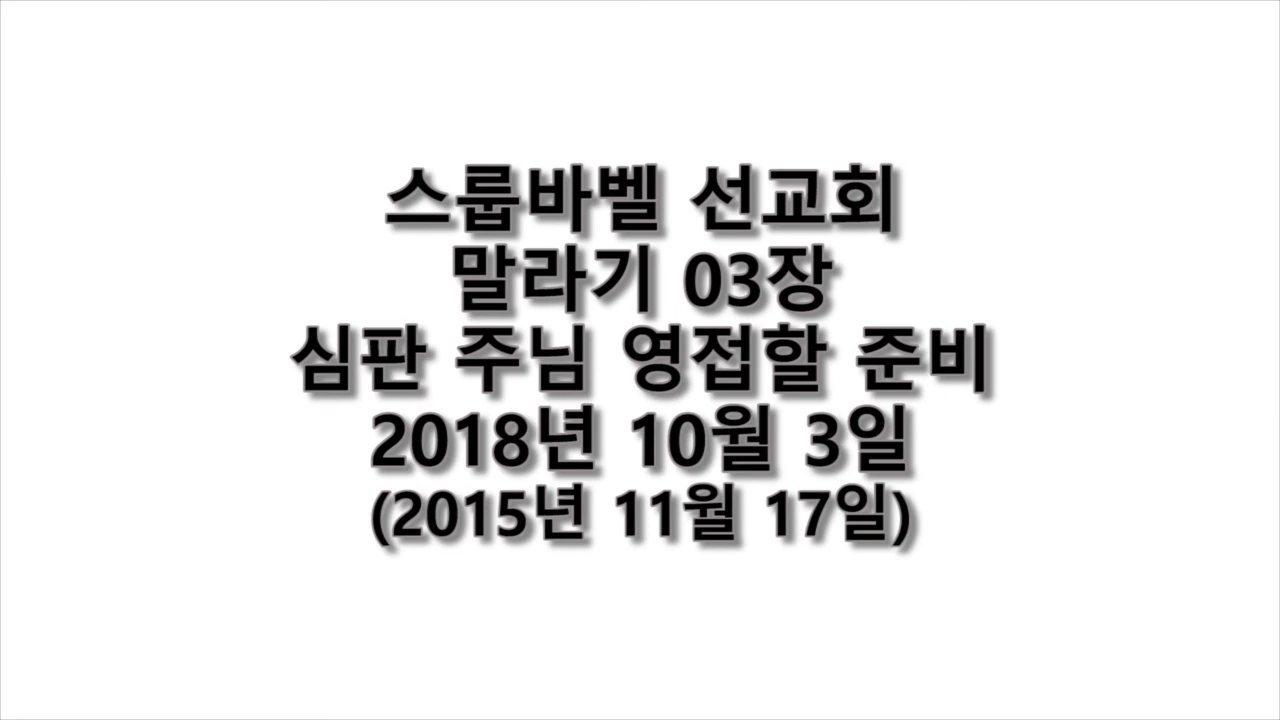 스룹바벨 선교회
말라기 03장
심판 주님 영접할 준비
2018년 10월 3일
(2015년 11월 17일)